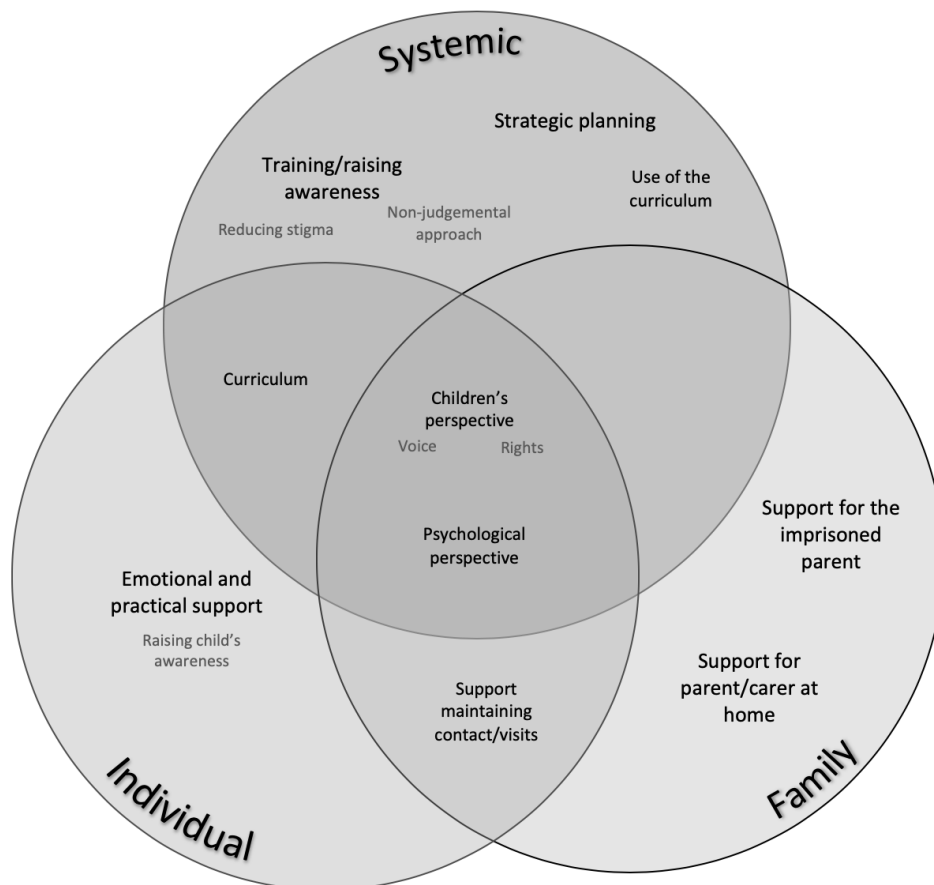 Systemic
Strategic planning
Training/raising
awareness
Use of the
curriculum
Reducing stigma
Non-judgemental
approach
Curriculum
Children's
perspective
Voice
Rights
Psychological
perspective
Support for the
imprisoned
parent
Emotional and
practical support
Raising child's
awareness
Support for
parent/carer at
home
Support
maintaining
contact/visits
Individual
Family